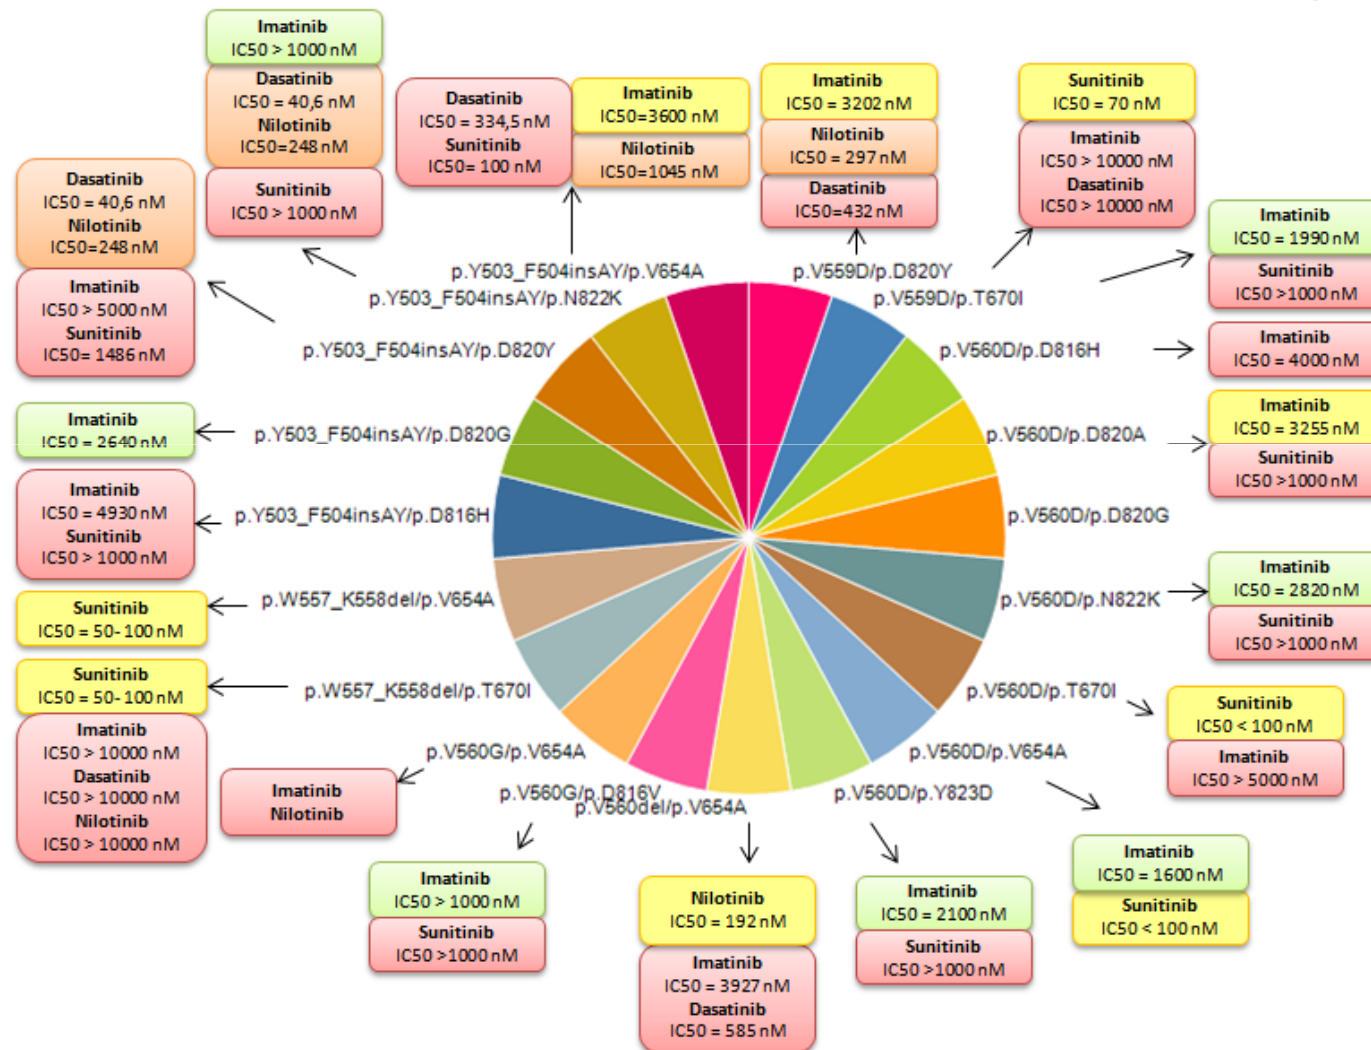 Imatinib
IC50 > 1000 nM
Dasatinib
IC50 = 40,6 nM
Nilotinib
IC50=248 nM
Sunitinib
IC50 > 1000 nM
Dasatinib
IC50 = 334,5 nM
Sunitinib
IC50= 100 nM
Imatinib
IC50=3600 nM
Nilotinib
IC50=1045 nM
Imatinib
IC50 = 3202 nM
Nilotinib
IC50 = 297 nM
Dasatinib
IC50=432 nM
Sunitinib
IC50 = 70 nM
Imatinib
IC50 > 10000 nM
Dasatinib
IC50 > 10000 nM
Dasatinib
IC50 = 40,6 nM
Nilotinib
IC50=248 nM
Imatinib
IC50 > 5000 nM
Sunitinib
IC50= 1486 nM
Imatinib
IC50 = 1990 nM
Sunitinib
IC50 >1000 nM
Imatinib
IC50 = 4000 nM
p.Y503_F504insAY/p.V654A
p.Y503_F504insAY/p.N822K
p.Y503_F504insAY/p.D820Y
p.Y503_F504insAY/p.D820G
p.Y503_F504insAY/p.D816H
p.W557_K558del/p.V654A
p.W557_K558del/p.T670I
p.V560G/p.V654A
p.V560G/p.D816V
p.V560del/p.V654A
p.V559D/p.D820Y
p.V559D/p.T670I
p.V560D/p.D816H
p.V560D/p.D820A
p.V560D/p.D820G
p.V560D/p.N822K
p.V560D/p.T670I
p.V560D/p.V654A
p.V560D/p.Y823D
Imatinib
IC50 = 2640 nM
Imatinib
IC50 = 4930 nM
Sunitinib
IC50 > 1000 nM
Sunitinib
IC50 = 50- 100 nM
Sunitinib
IC50 = 50- 100 nM
Imatinib
IC50 > 10000 nM
Dasatinib
IC50 > 10000 nM
Nilotinib
IC50 > 10000 nM
Imatinib
Nilotinib
Imatinib
IC50 > 1000 nM
Sunitinib
IC50 >1000 nM
Nilotinib
IC50 = 192 nM
Imatinib
IC50 = 3927 nM
Dasatinib
IC50 = 585 nM
Imatinib
IC50 = 2100 nM
Sunitinib
IC50 >1000 nM
Imatinib
IC50 = 1600 nM
Sunitinib
IC50 < 100 nM
Sunitinib
IC50 < 100 nM
Imatinib
IC50 > 5000 nM
Imatinib
IC50 = 2820 nM
Sunitinib
IC50 >1000 nM
Imatinib
IC50 = 3255 nM
Sunitinib
IC50 >1000 nM